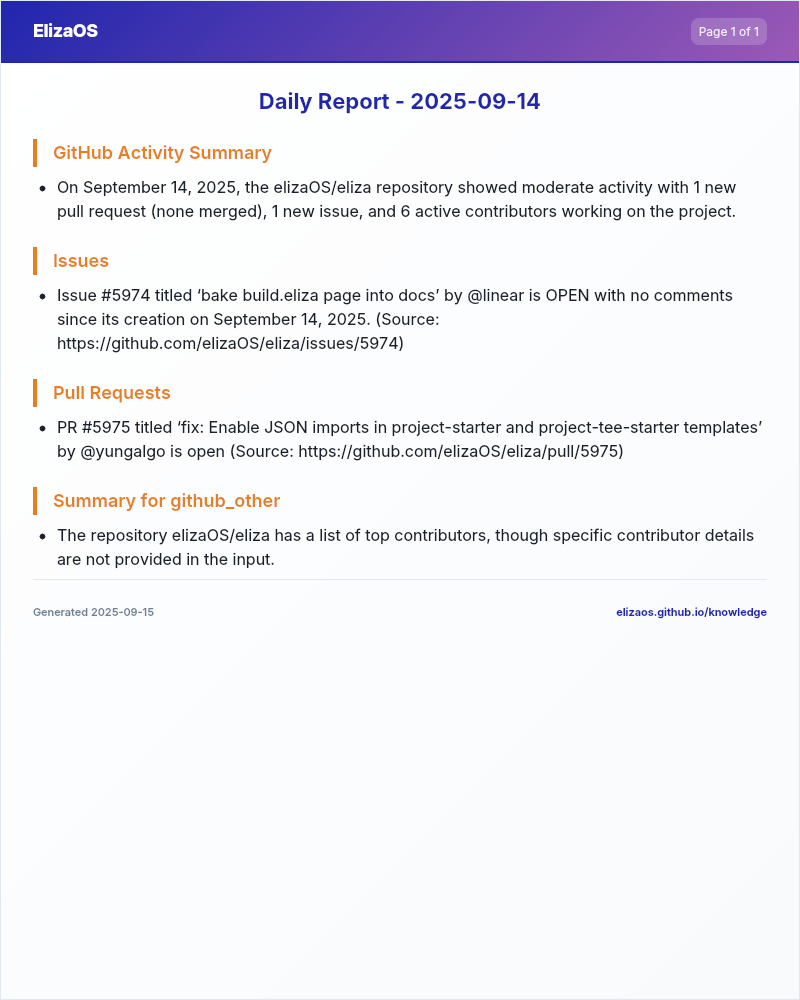 ElizaOS
Page 1 of 1
Daily Report - 2025-09-14
GitHub Activity Summary
• On September 14, 2025, the elizaOS/eliza repository showed moderate activity with 1 new
pull request (none merged), 1 new issue, and 6 active contributors working on the project.
Issues
• Issue #5974 titled ‘bake build.eliza page into docs’ by @linear is OPEN with no comments
since its creation on September 14, 2025. (Source:
https://github.com/elizaOS/eliza/issues/5974)
Pull Requests
• PR #5975 titled ‘fix: Enable JSON imports in project-starter and project-tee-starter templates’
by @yungalgo is open (Source: https://github.com/elizaOS/eliza/pull/5975)
Summary for github_other
• The repository elizaOS/eliza has a list of top contributors, though specific contributor details
are not provided in the input.
Generated 2025-09-15
elizaos.github.io/knowledge